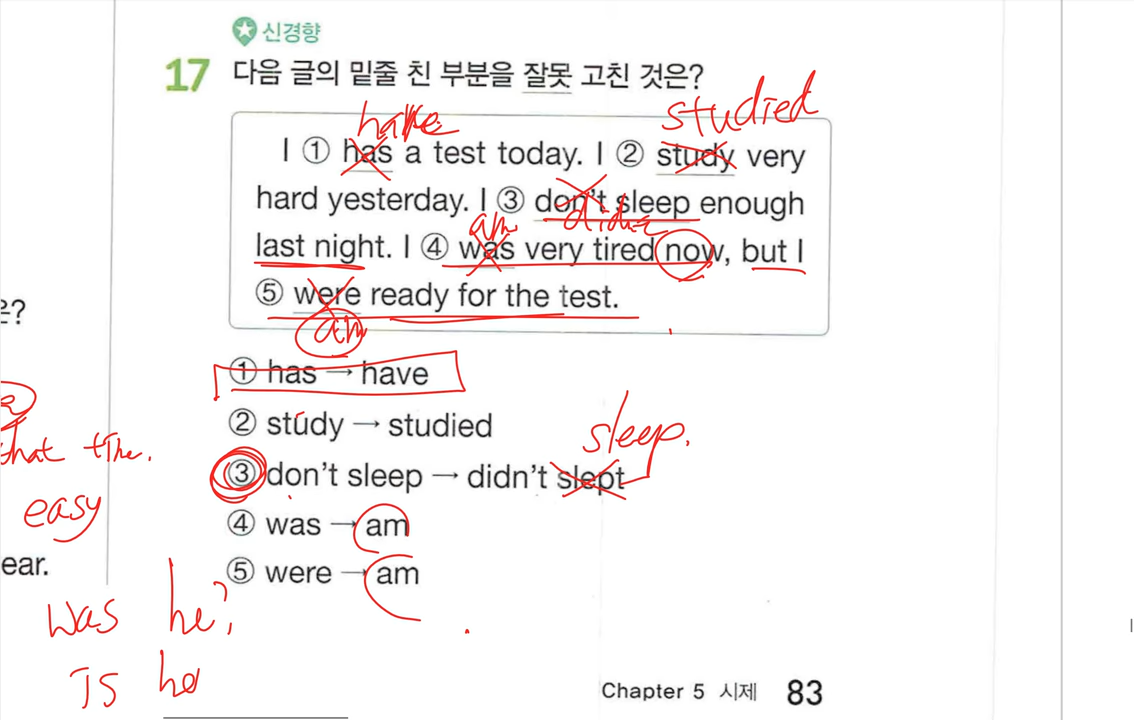 신경향
17 다음 글의 밑줄 친 부분을 잘못 고친 것은?
have studied
I ① has a test today. I ② study very
hard yesterday. I ③ don't sleep enough
am
last night. I ④ was very tired now, but I
⑤ were ready for the test.
am
① has → have
② study → studied
sleep.
③ don't sleep → didn't slept
④ was → am
⑤ were → am
은?
that time.
easy
ear.
was he?
Is he
Chapter 5 시제 83